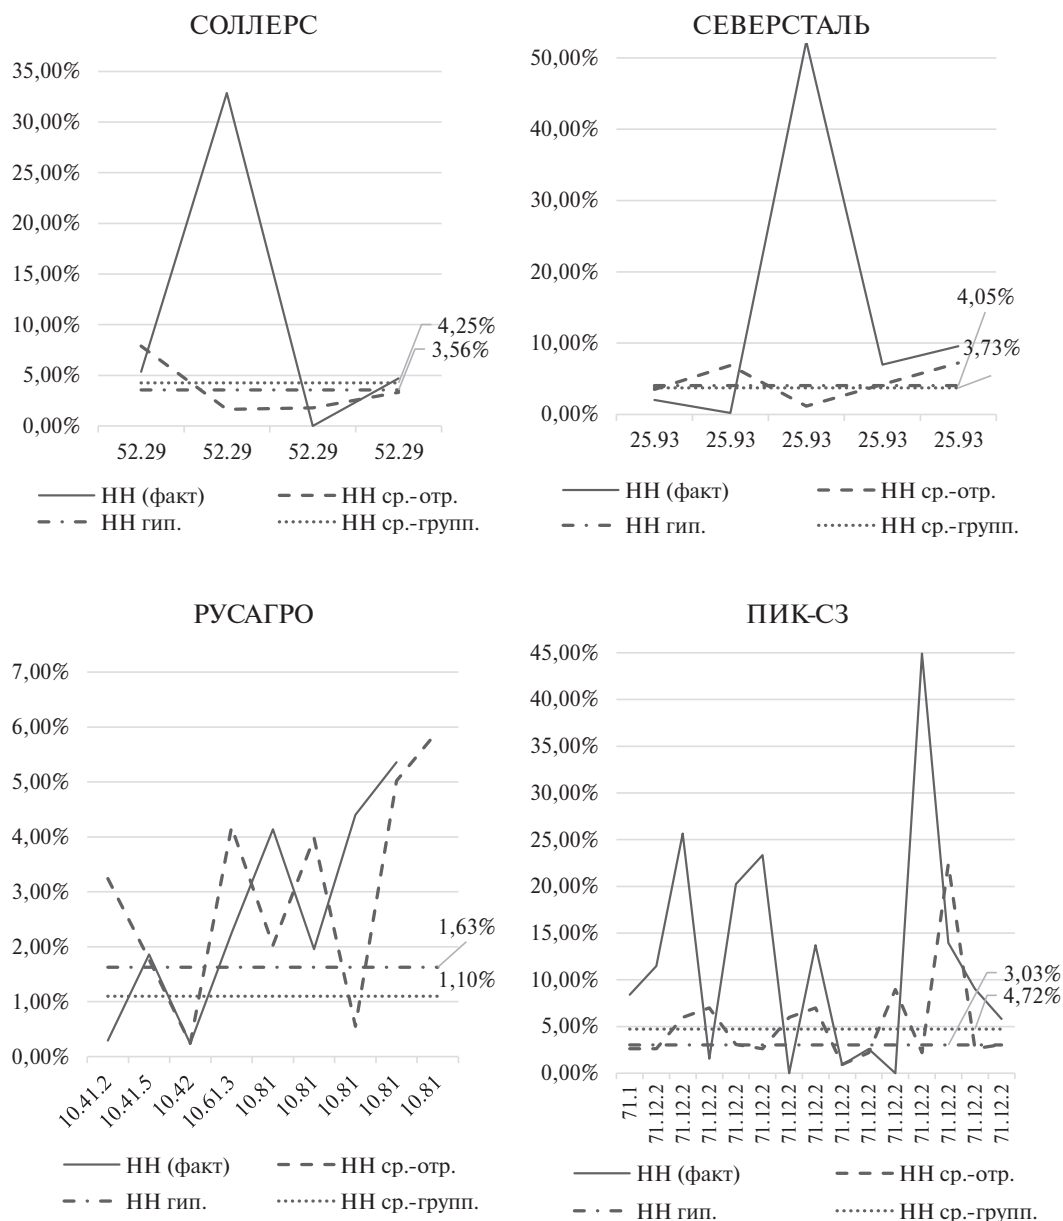 СОЛЛЕРС
35,00%
30,00%
25,00%
20,00%
15,00%
10,00%
5,00%
0,00%
4,25%
3,56%
52.29 52.29 52.29 52.29
НН (факт) НН ср.-отр.
НН гип. НН ср.-групп.
СЕВЕРСТАЛЬ
50,00%
40,00%
30,00%
20,00%
10,00%
0,00%
4,05%
3,73%
25.93 25.93 25.93 25.93 25.93
НН (факт) НН ср.-отр.
НН гип. НН ср.-групп.
РУСАГРО
7,00%
6,00%
5,00%
4,00%
3,00%
2,00%
1,00%
0,00%
1,63%
1,10%
10.41.2 10.41.5 10.42 10.61.3 10.81 10.81 10.81 10.81 10.81
НН (факт) НН ср.-отр.
НН гип. НН ср.-групп.
ПИК-СЗ
45,00%
40,00%
35,00%
30,00%
25,00%
20,00%
15,00%
10,00%
5,00%
0,00%
3,03%
4,72%
71.1 71.12.2 71.12.2 71.12.2 71.12.2 71.12.2 71.12.2 71.12.2 71.12.2 71.12.2 71.12.2 71.12.2 71.12.2 71.12.2 71.12.2
НН (факт) НН ср.-отр.
НН гип. НН ср.-групп.